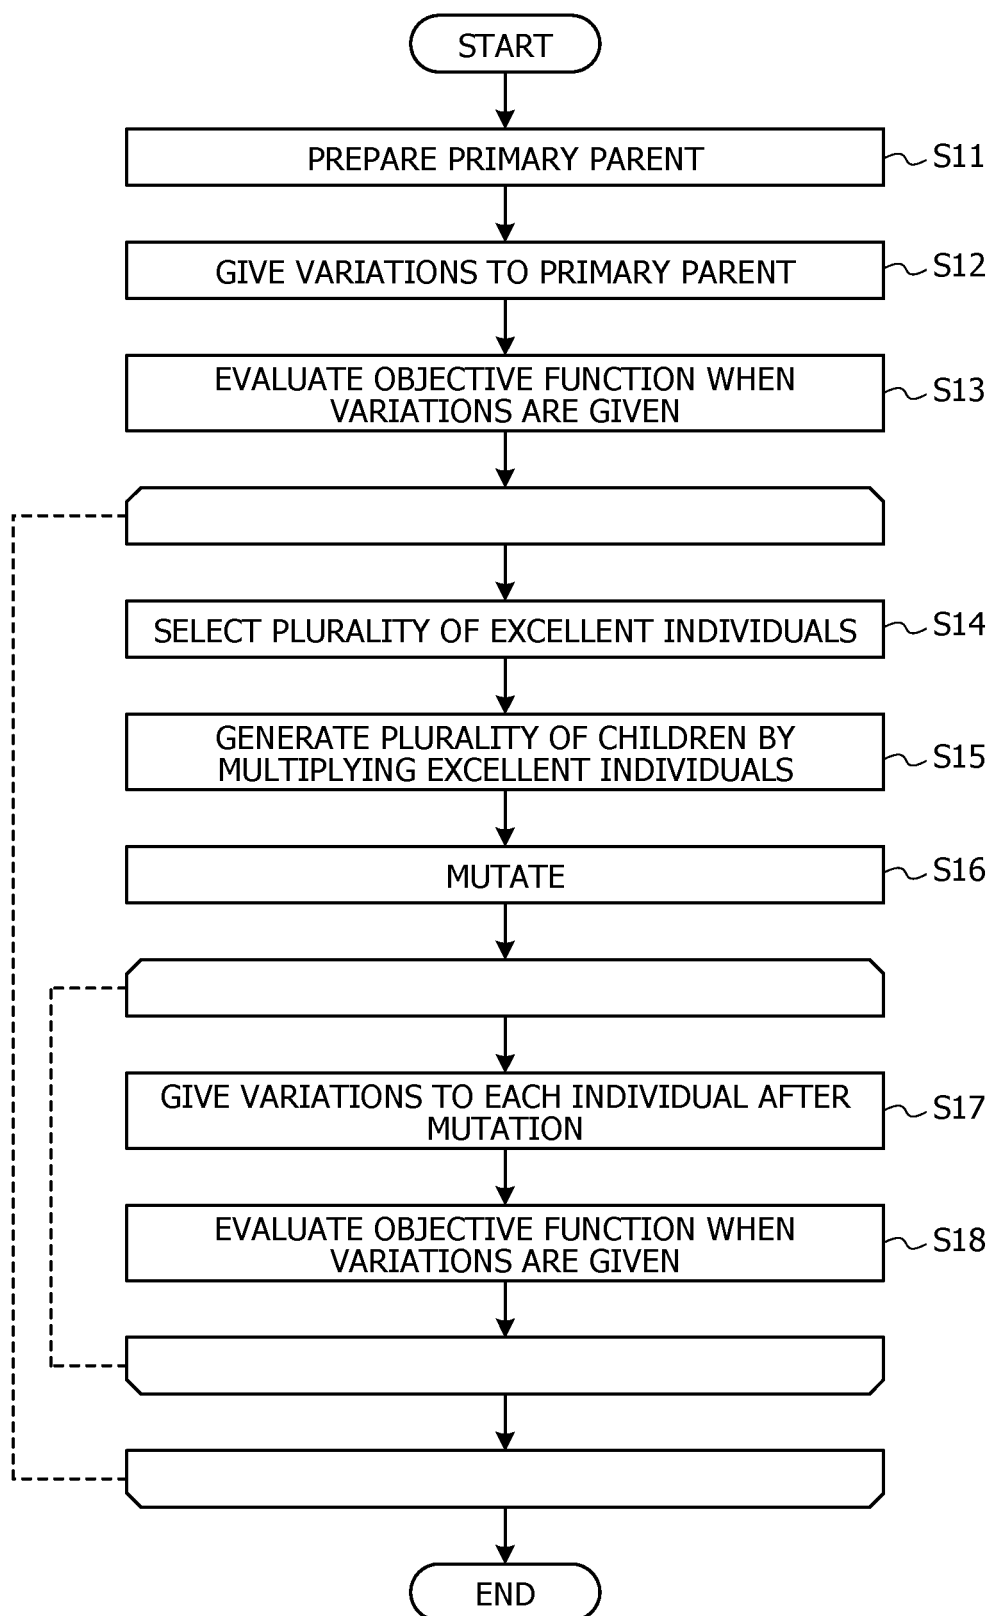 START
PREPARE PRIMARY PARENT
S11
GIVE VARIATIONS TO PRIMARY PARENT
S12
EVALUATE OBJECTIVE FUNCTION WHEN
VARIATIONS ARE GIVEN
S13
SELECT PLURALITY OF EXCELLENT INDIVIDUALS
S14
GENERATE PLURALITY OF CHILDREN BY
MULTIPLYING EXCELLENT INDIVIDUALS
S15
MUTATE
S16
GIVE VARIATIONS TO EACH INDIVIDUAL AFTER
MUTATION
S17
EVALUATE OBJECTIVE FUNCTION WHEN
VARIATIONS ARE GIVEN
S18
END